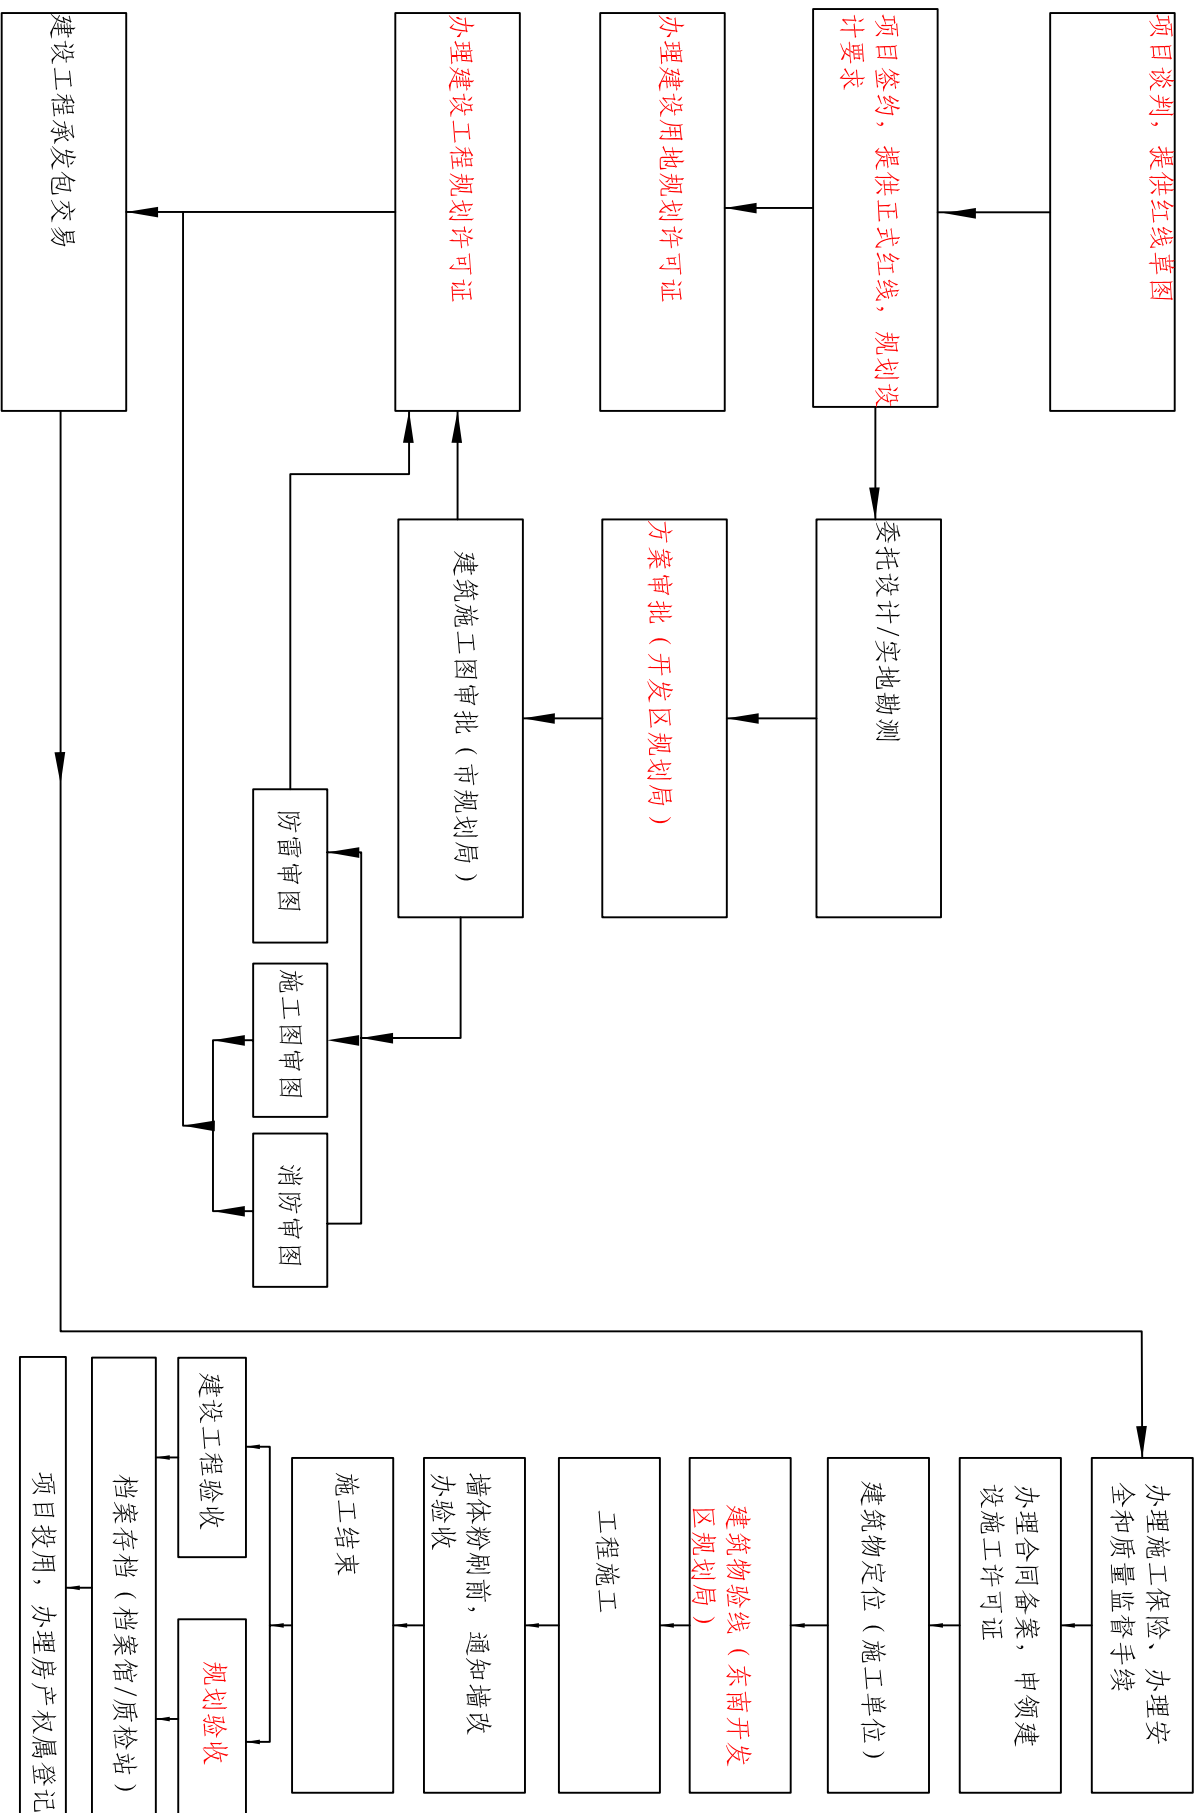 项目谈判，提供红线草图
项目签约，提供正式红线，规划设
计要求
办理建设用地规划许可证
办理建设工程规划许可证
建设工程承发包交易
委托设计/实地勘测
方案审批（开发区规划局）
建筑施工图审批（市规划局）
防雷审图
施工图审图
消防审图
办理施工保险、办理安
全和质量监督手续
办理合同备案，申领建
设施工许可证
建筑物定位（施工单位）
建筑物验线（东南开发
区规划局）
工程施工
墙体粉刷前，通知墙改
办验收
施工结束
建设工程验收
规划验收
档案存档（档案馆/质检站）
项目投用，办理房产权属登记